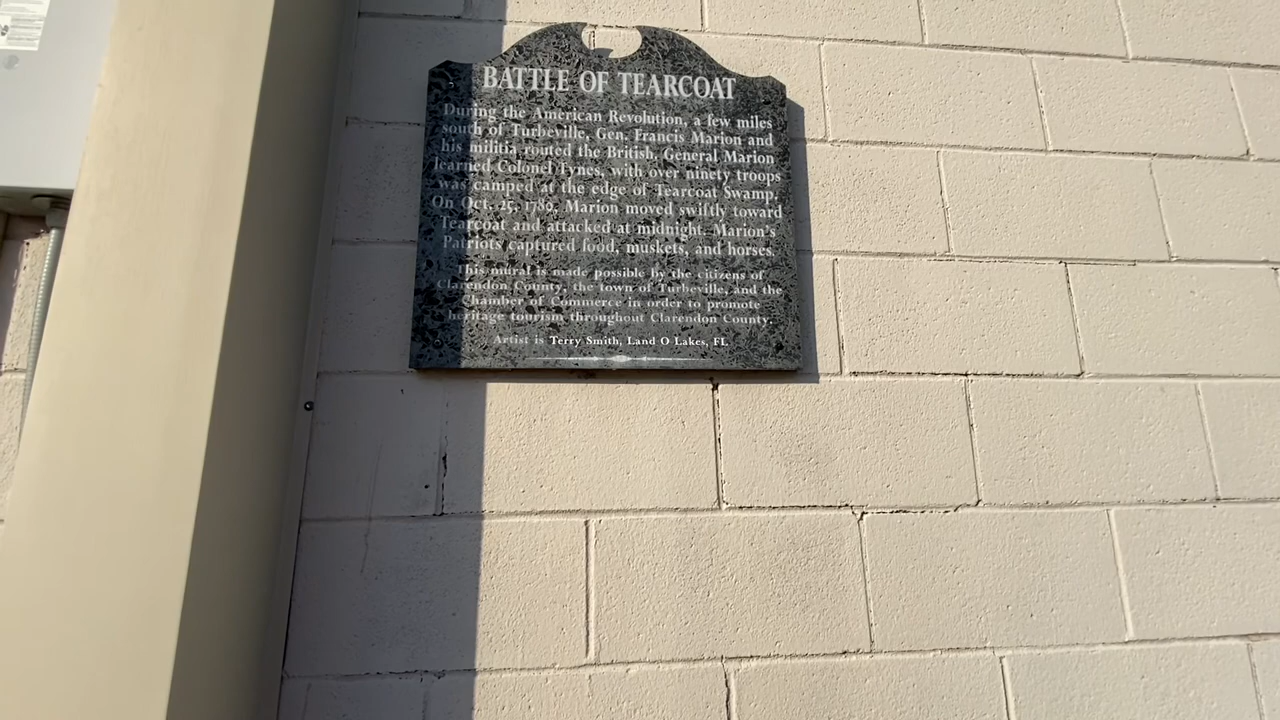 BATTLE OF TEARCOAT
During the American Revolution, a few miles
south of Turbeville, Gen. Francis Marion and
his militia routed the British. General Marion
learned Colonel Tynes, with over ninety troops
was camped at the edge of Tearcoat Swamp.
On Oct. 25, 1780, Marion moved swiftly toward
Tearcoat and attacked at midnight. Marion's
Patriots captured food, muskets, and horses.
This mural is made possible by the citizens of
Clarendon County, the town of Turbeville, and the
Chamber of Commerce in order to promote
heritage tourism throughout Clarendon County.
Artist is Terry Smith, Land O Lakes, FL